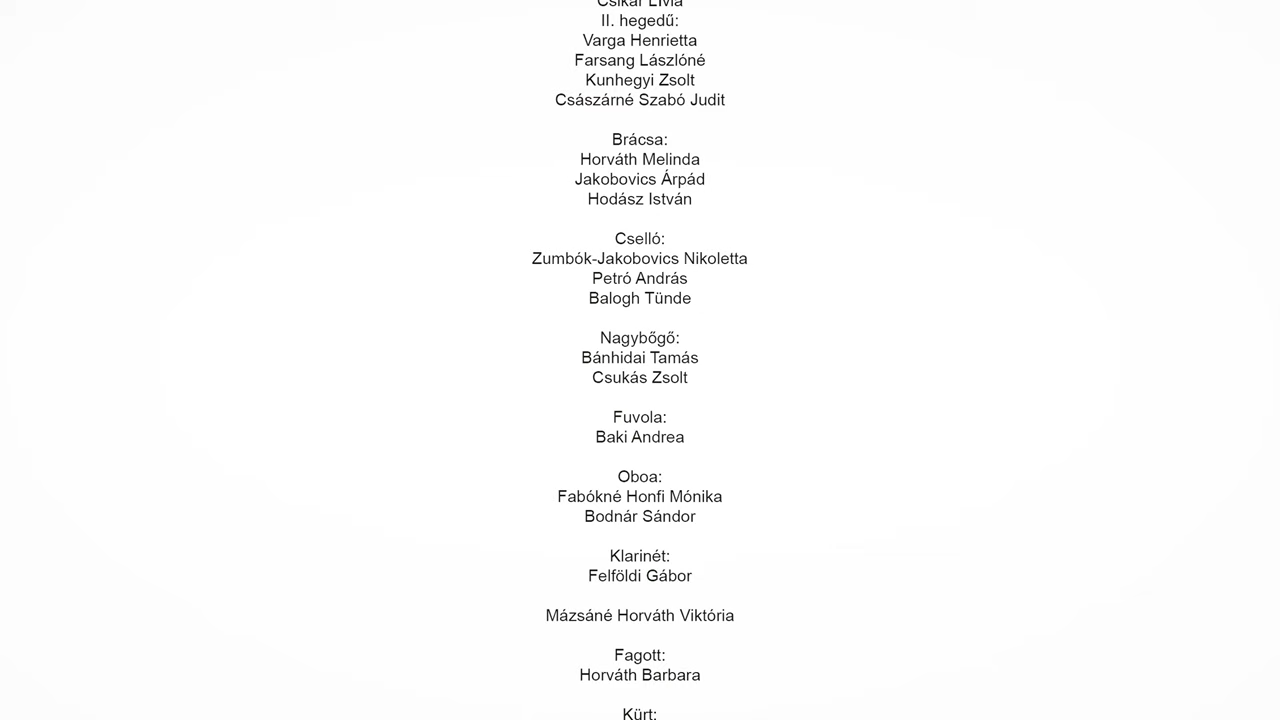 Csikár Lívia
II. hegedű:
Varga Henrietta
Farsang Lászlóné
Kunhegyi Zsolt
Császárné Szabó Judit
Brácsa:
Horváth Melinda
Jakobovics Árpád
Hodász István
Cselló:
Zumbók-Jakobovics Nikoletta
Petró András
Balogh Tünde
Nagybőgő:
Bánhidai Tamás
Csukás Zsolt
Fuvola:
Baki Andrea
Oboa:
Fabókné Honfi Mónika
Bodnár Sándor
Klarinét:
Felföldi Gábor
Mázsáné Horváth Viktória
Fagott:
Horváth Barbara
Kürt: